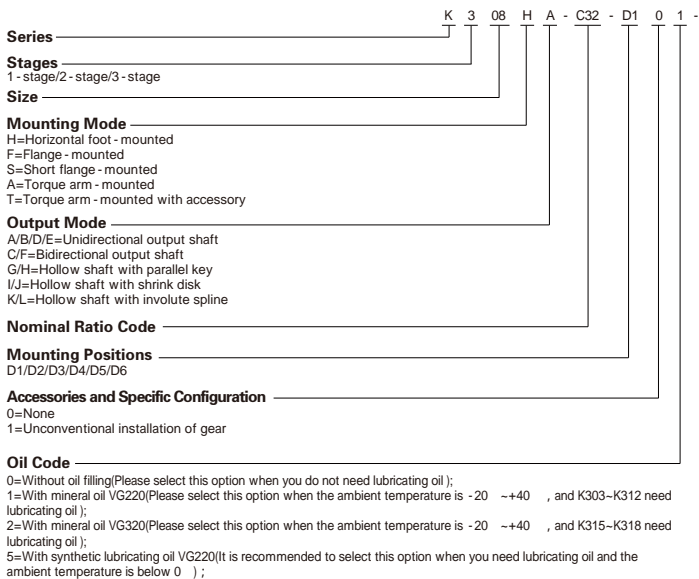 K 3 08 H A - C32 - D1 0 1 -
Series
Stages
1 - stage/2 - stage/3 - stage
Size
Mounting Mode
H=Horizontal foot - mounted
F=Flange - mounted
S=Short flange - mounted
A=Torque arm - mounted
T=Torque arm - mounted with accessory
Output Mode
A/B/D/E=Unidirectional output shaft
C/F=Bidirectional output shaft
G/H=Hollow shaft with parallel key
I/J=Hollow shaft with shrink disk
K/L=Hollow shaft with involute spline
Nominal Ratio Code
Mounting Positions
D1/D2/D3/D4/D5/D6
Accessories and Specific Configuration
0=None
1=Unconventional installation of gear
Oil Code
0=Without oil filling(Please select this option when you do not need lubricating oil );
1=With mineral oil VG220(Please select this option when the ambient temperature is -20 ~+40 , and K303~K312 need
lubricating oil );
2=With mineral oil VG320(Please select this option when the ambient temperature is -20 ~+40 , and K315~K318 need
lubricating oil );
5=With synthetic lubricating oil VG220(It is recommended to select this option when you need lubricating oil and the
ambient temperature is below 0 ) ;